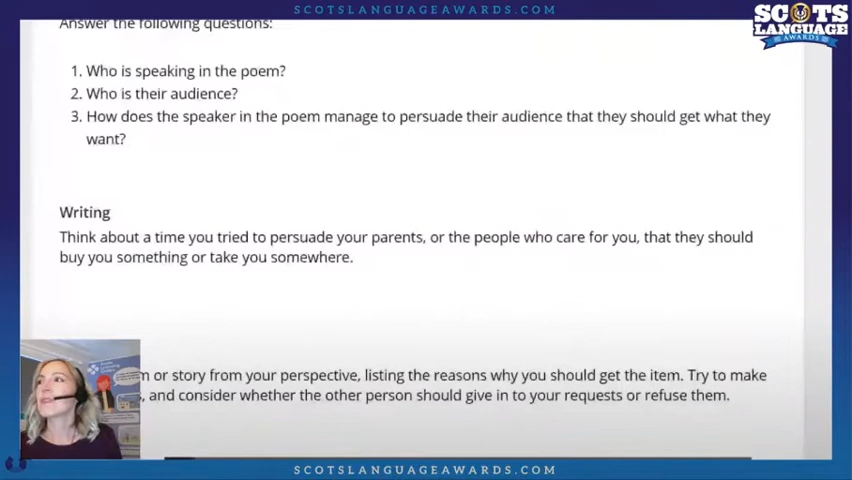 SCOTSLANGUAGEAWARDS.COM
SCOTS
LANGUAGE
AWARDS
Answer the following questions:
1. Who is speaking in the poem?
2. Who is their audience?
3. How does the speaker in the poem manage to persuade their audience that they should get what they
want?
Writing
Think about a time you tried to persuade your parents, or the people who care for you, that they should
buy you something or take you somewhere.
or story from your perspective, listing the reasons why you should get the item. Try to make
, and consider whether the other person should give in to your requests or refuse them.
SCOTSLANGUAGEAWARDS.COM